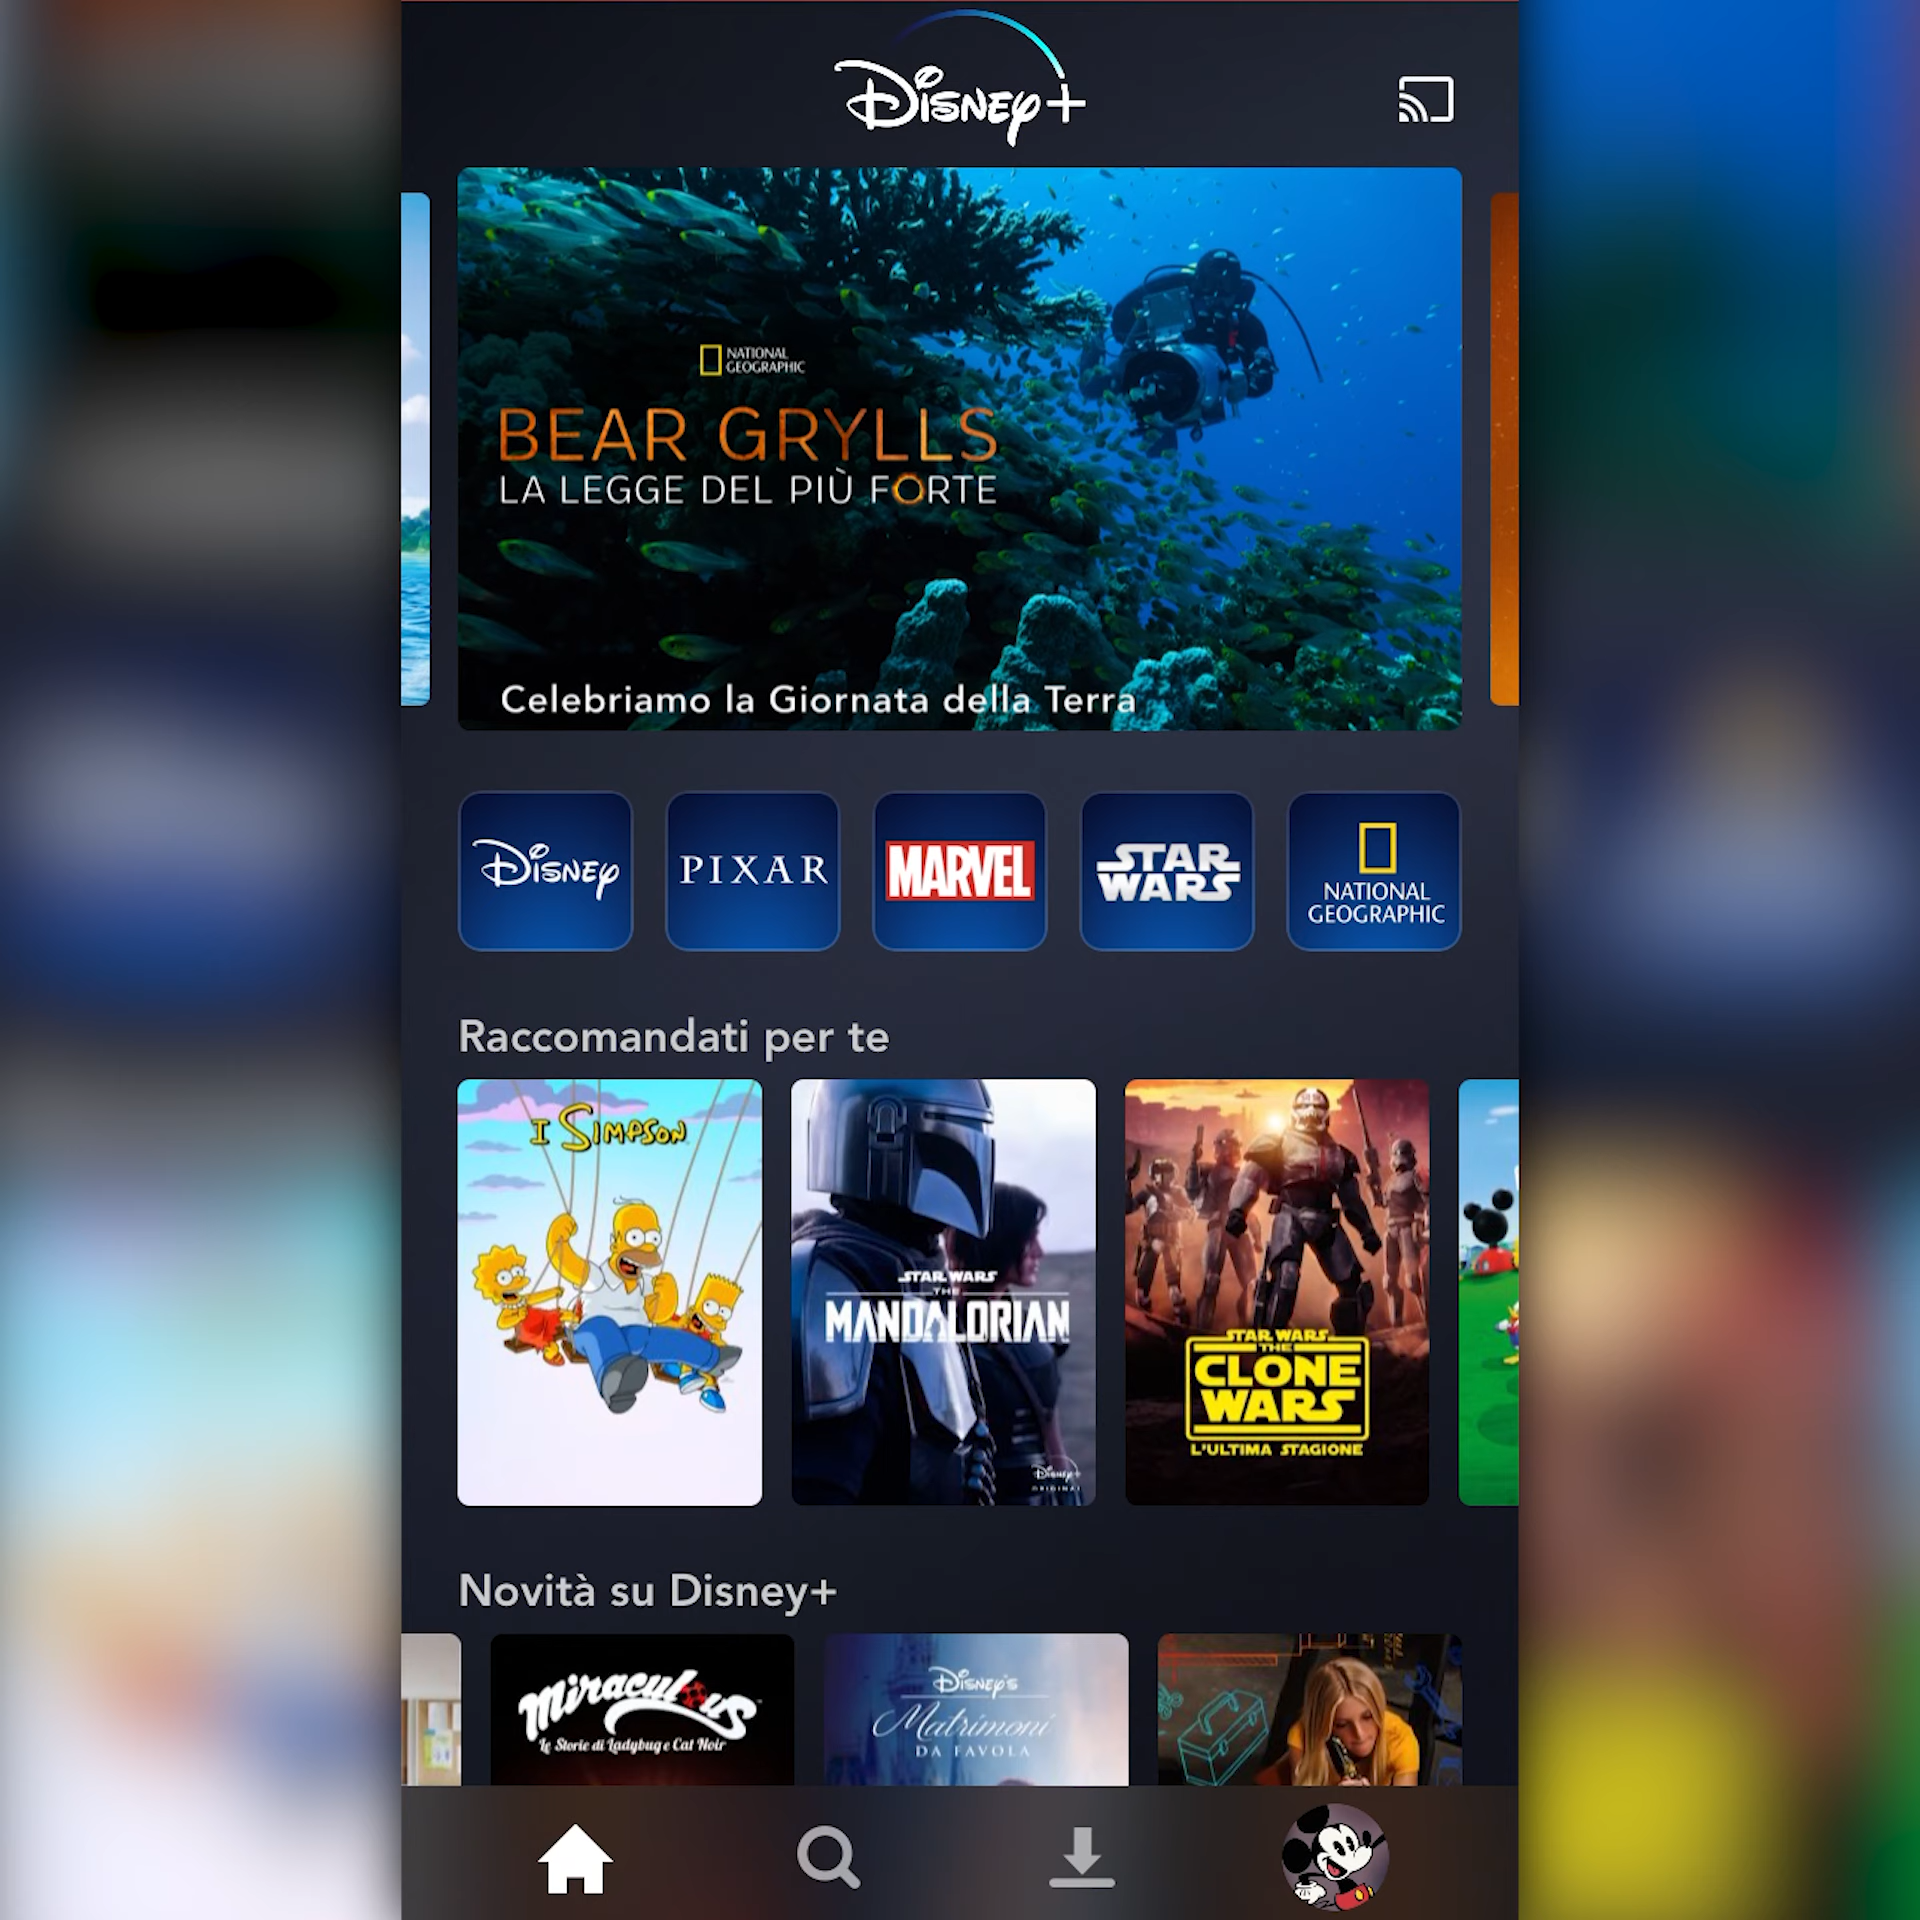 Disney+
NATIONAL
GEOGRAPHIC
BEAR GRYLLS
LA LEGGE DEL PIÙ FORTE
Celebriamo la Giornata della Terra
Disney
PIXAR
MARVEL
STAR
WARS
NATIONAL
GEOGRAPHIC
Raccomandati per te
I SIMPSON
STAR WARS
THE
MANDALORIAN
Disney+
ORIGINAL
STAR WARS
THE
CLONE
WARS
L'ULTIMA STAGIONE
Novità su Disney+
Miraculous
Le Storie di Ladybug e Cat Noir
Disney's
Matrimoni
DA FAVOLA